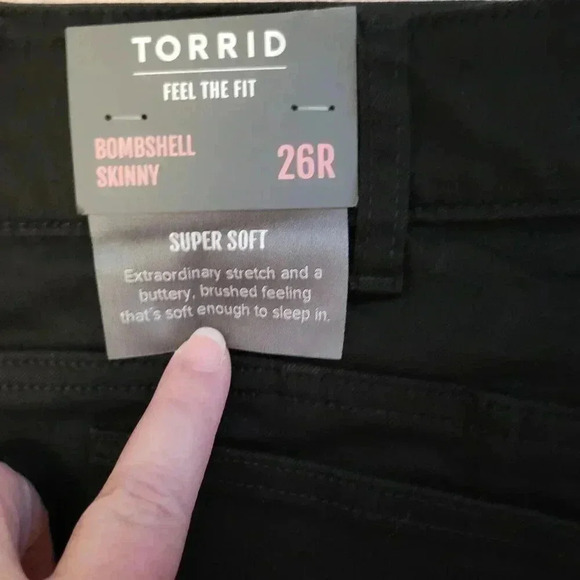 TORRID
FEEL THE FIT
BOMBSHELL
SKINNY
26R
SUPER SOFT
Extraordinary stretch and a
buttery, brushed feeling
that's soft enough to sleep in.